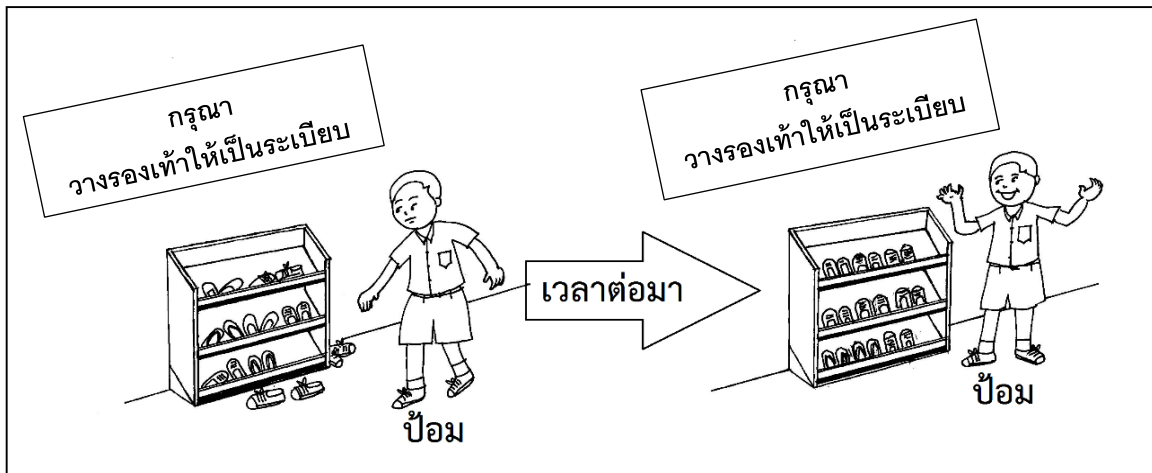 กรุณา
วางรองเท้าให้เป็นระเบียบ
ป้อม
เวลาต่อมา
กรุณา
วางรองเท้าให้เป็นระเบียบ
ป้อม